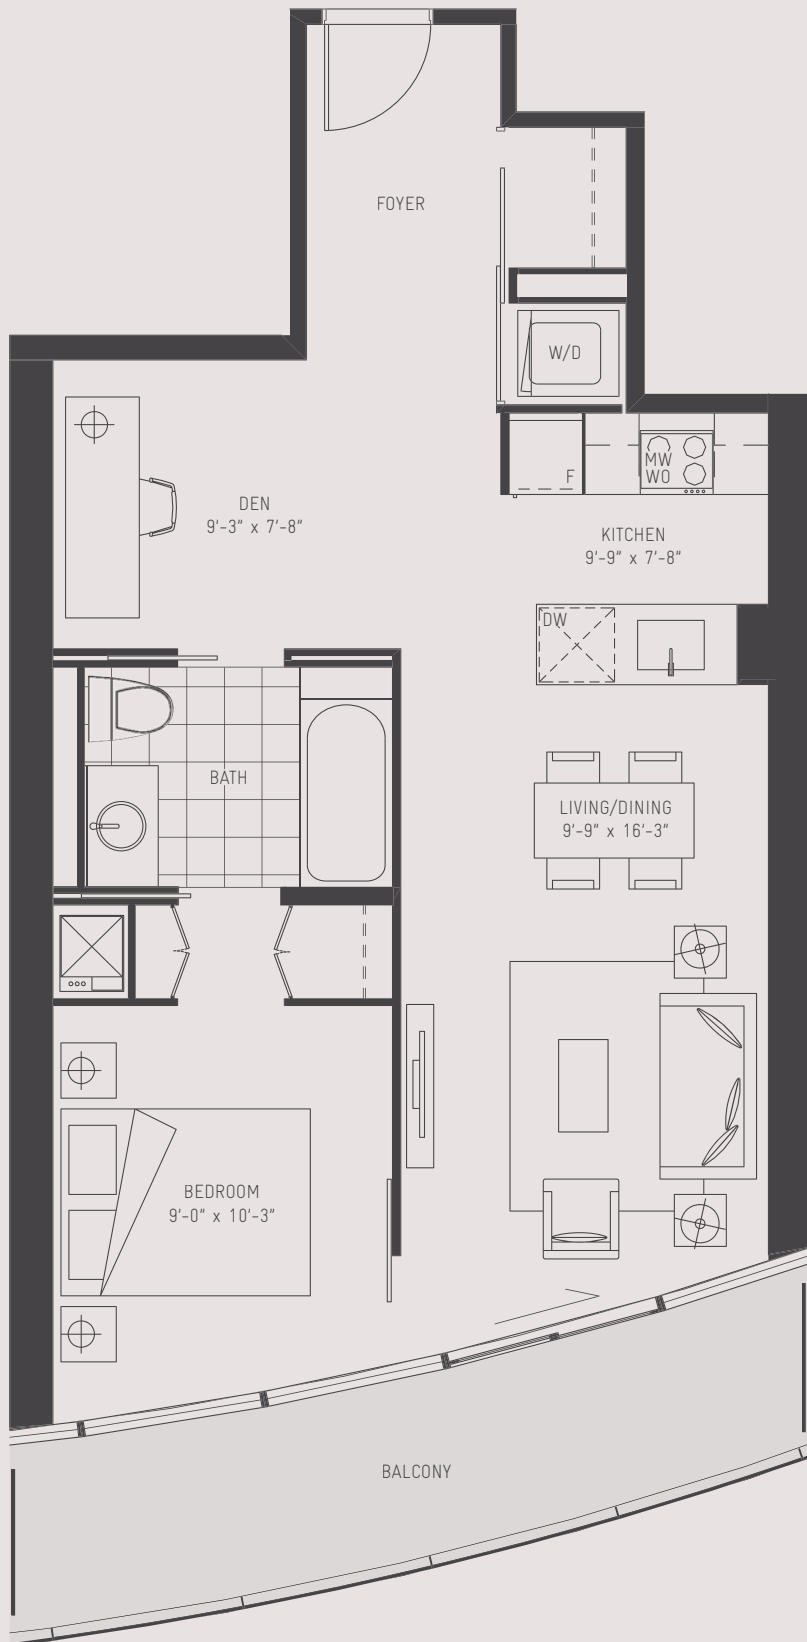 FOYER
W/D
MW
WO
F
DEN
9'-3" x 7'-8"
KITCHEN
9'-9" x 7'-8"
DW
BATH
LIVING/DINING
9'-9" x 16'-3"
BEDROOM
9'-0" x 10'-3"
BALCONY